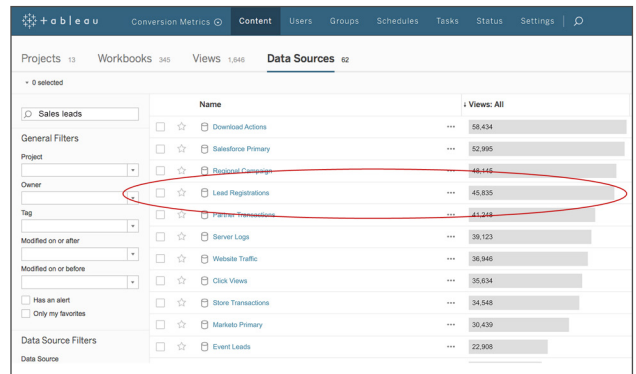 + a b | e a u Conversion Metrics Content Users Groups Schedules Tasks Status Settings
Projects 13 Workbooks 345 Views 1,646 Data Sources 62
0 selected
Name ↓ Views: All
Sales leads
Download Actions ••• 58,434
General Filters
Salesforce Primary ••• 52,995
Project
Regional Campaign ••• 48,445
Owner
Lead Registrations ••• 45,835
Tag
Partner Transactions ••• 41,248
Modified on or after
Server Logs ••• 39,123
Website Traffic ••• 36,946
Modified on or before
Click Views ••• 35,634
Has an alert
Store Transactions ••• 34,548
Only my favorites
Marketo Primary ••• 30,439
Data Source Filters
Event Leads ••• 22,908
Data Source